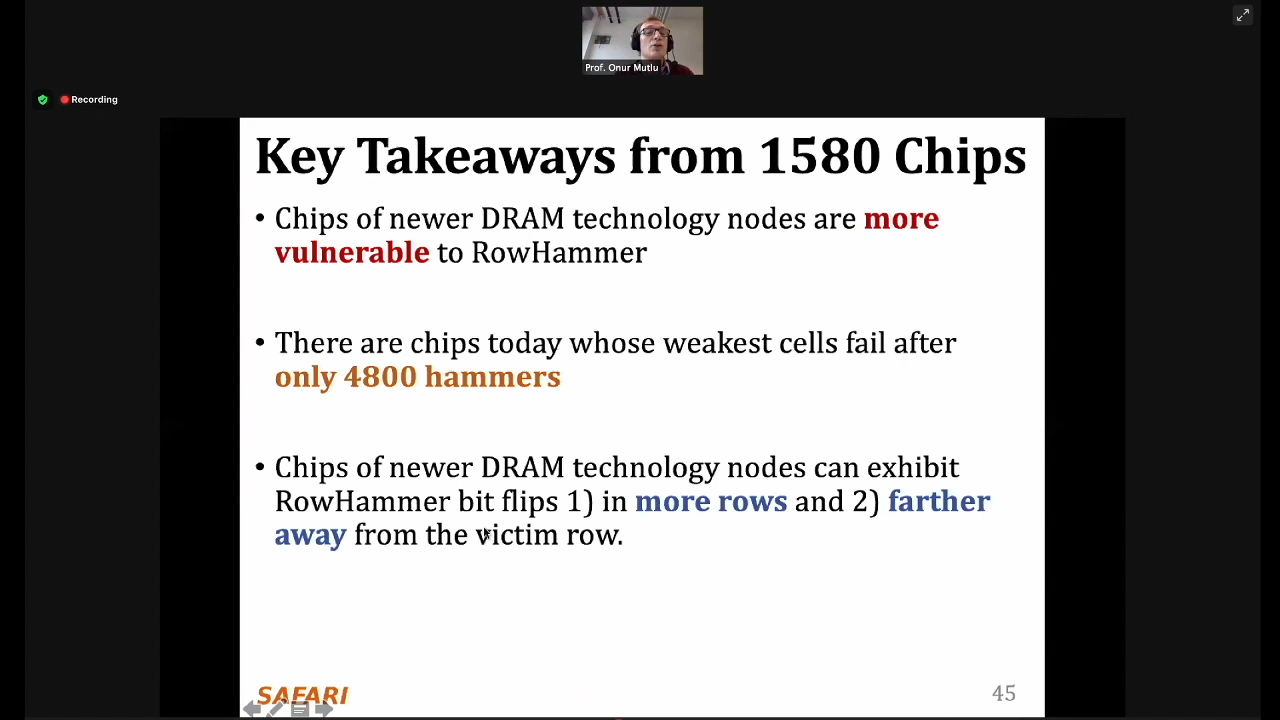 Prof. Onur Mutlu
Recording
Key Takeaways from 1580 Chips
• Chips of newer DRAM technology nodes are more
vulnerable to RowHammer
• There are chips today whose weakest cells fail after
only 4800 hammers
• Chips of newer DRAM technology nodes can exhibit
RowHammer bit flips 1) in more rows and 2) farther
away from the victim row.
SAFARI
45